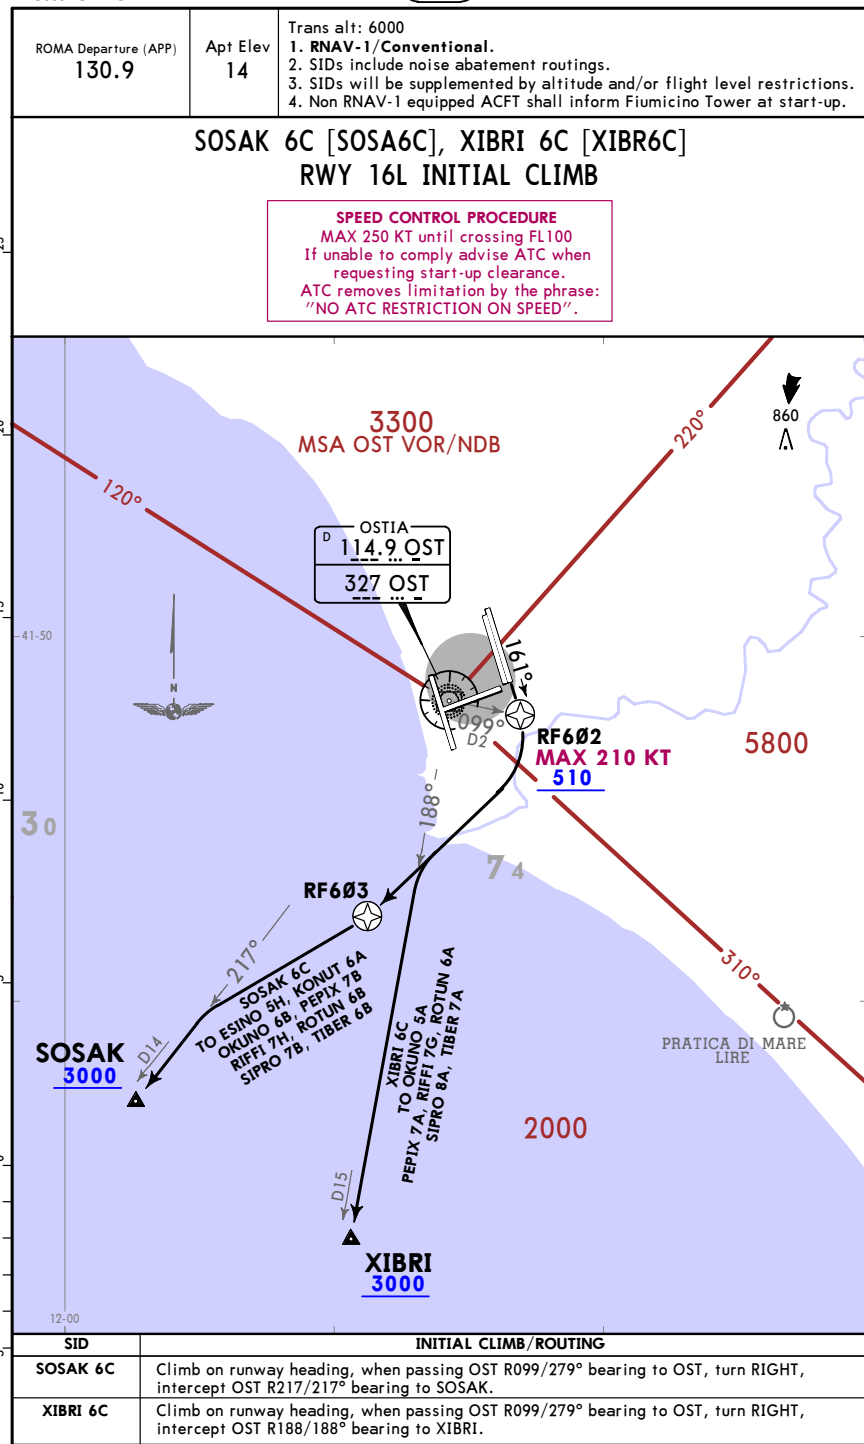 ROMA Departure (APP)
130.9
Apt Elev
14
Trans alt: 6000
1. RNAV-1/Conventional.
2. SIDs include noise abatement routings.
3. SIDs will be supplemented by altitude and/or flight level restrictions.
4. Non RNAV-1 equipped ACFT shall inform Fiumicino Tower at start-up.
SOSAK 6C [SOSA6C], XIBRI 6C [XIBR6C]
RWY 16L INITIAL CLIMB
SPEED CONTROL PROCEDURE
MAX 250 KT until crossing FL100
If unable to comply advise ATC when
requesting start-up clearance.
ATC removes limitation by the phrase:
"NO ATC RESTRICTION ON SPEED".
3300
MSA OST VOR/NDB
220°
860
120°
OSTIA
D 114.9 OST
327 OST
41-50
N
161°
099°
D2
RF6Ø2
MAX 210 KT
510
5800
188°
30
74
RF6Ø3
217°
SOSAK 6C
TO ESINO 5H, KONUT 6A
OKUNO 6B, PEPIX 7B
RIFFI 7H, ROTUN 6B
SIPRO 7B, TIBER 6B
310°
PRATICA DI MARE
LIRE
D14
SOSAK
3000
XIBRI 6C
TO OKUNO 5A
PEPIX 7A, RIFFI 7G, ROTUN 6A
SIPRO 8A, TIBER 7A
2000
D15
XIBRI
3000
12-00
SID
INITIAL CLIMB/ROUTING
SOSAK 6C
Climb on runway heading, when passing OST R099/279° bearing to OST, turn RIGHT,
intercept OST R217/217° bearing to SOSAK.
XIBRI 6C
Climb on runway heading, when passing OST R099/279° bearing to OST, turn RIGHT,
intercept OST R188/188° bearing to XIBRI.